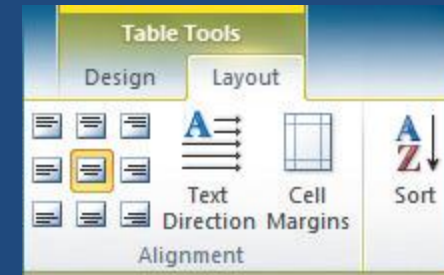 Table Tools
Design Layout
A
Text Direction
Cell Margins
A Z
Sort
Alignment